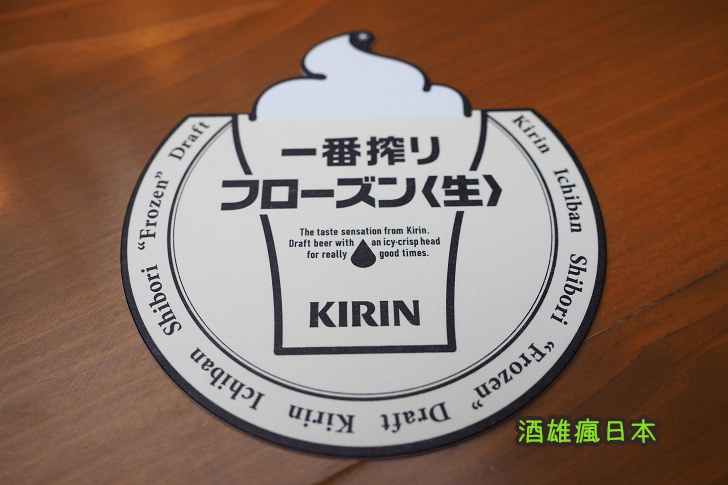 一番搾り
フローズン〈生〉
The taste sensation from Kirin.
Draft beer with an icy-crisp head
for really good times.
KIRIN
Kirin Ichiban Shibori "Frozen" Draft Kirin Ichiban Shibori "Frozen" Draft
酒雄瘋日本